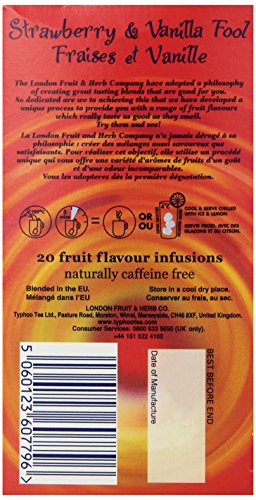 Strawberry & Vanilla Fool
Fraises et Vanille
The London Fruit & Herb Company have adopted a philosophy
of creating great tasting blends that are good for you.
So dedicated are we to achieving this that we have developed a
unique process to provide you with a range of fruit flavours
which really taste as good as they smell.
Try them and see!
La London Fruit and Herb Company n'a jamais dérogé à sa
philosophie : créer des mélanges aussi savoureux que
satisfaisants. Pour réaliser cet objectif, elle utilise un procédé
unique qui vous offre une variété d'arômes de fruits d'un goût
et d'une odeur incomparables.
Vous les adopterez dès la première dégustation.
100°C
3
=
OR
OU
4°C
COOL & SERVE CHILLED
WITH ICE & LEMON
SERVIR FROID, AVEC DES
GLAÇONS ET DU CITRON.
20 fruit flavour infusions
naturally caffeine free
Blended in the EU.
Mélangé dans l'EU
Store in a cool dry place.
Conserver au frais, au sec.
LONDON FRUIT & HERB CO.
Typhoo Tea Ltd., Pasture Road, Moreton, Wirral, Merseyside, CH46 8XF, United Kingdom.
www.typhootea.com
Consumer Services: 0800 633 5650 (UK only).
+44 151 522 4100
5060123607796
Date of Manufacture
BEST BEFORE END